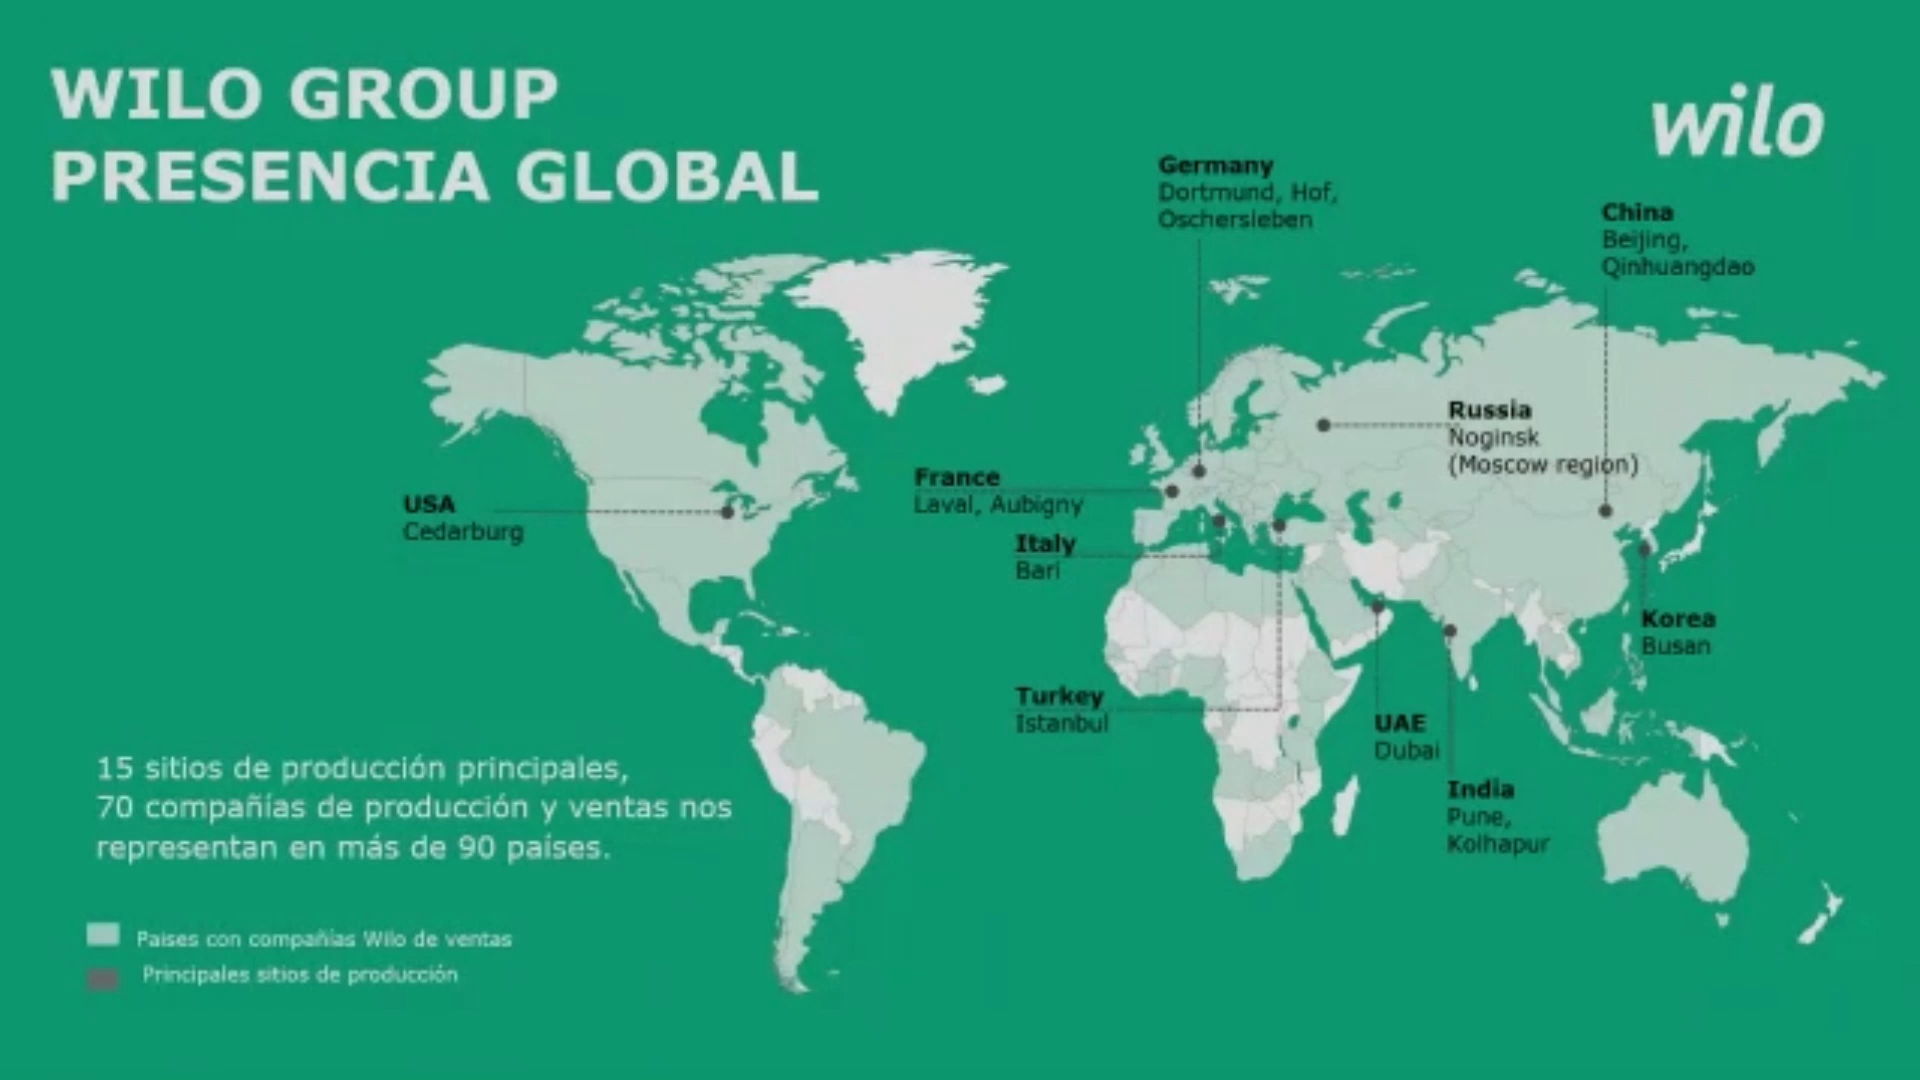 WILO GROUP
PRESENCIA GLOBAL
wilo
Germany
Dortmund, Hof,
Oschersleben
China
Beijing,
Qinhuangdao
Russia
Noginsk
(Moscow region)
France
Laval, Aubigny
USA
Cedarburg
Italy
Bari
Korea
Busan
Turkey
Istanbul
UAE
Dubai
India
Pune,
Kolhapur
15 sitios de producción principales,
70 compañías de producción y ventas nos
representan en más de 90 países.
Paises con compañías Wilo de ventas
Principales sitios de producción